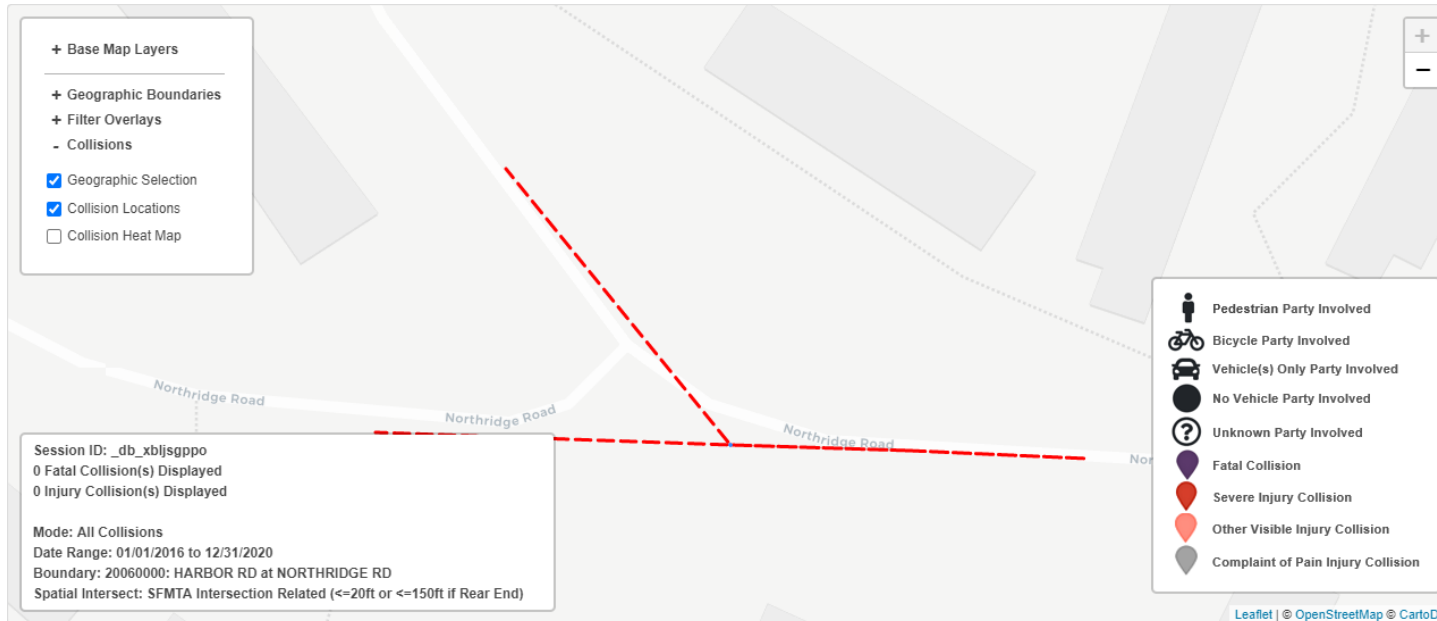 + Base Map Layers
+ Geographic Boundaries
+ Filter Overlays
- Collisions
Geographic Selection
Collision Locations
Collision Heat Map
+
−
Northridge Road
Northridge Road
Northridge Road
Nor
Session ID: _db_xbljsgppo
0 Fatal Collision(s) Displayed
0 Injury Collision(s) Displayed
Mode: All Collisions
Date Range: 01/01/2016 to 12/31/2020
Boundary: 20060000: HARBOR RD at NORTHRIDGE RD
Spatial Intersect: SFMTA Intersection Related (<=20ft or <=150ft if Rear End)
Pedestrian Party Involved
Bicycle Party Involved
Vehicle(s) Only Party Involved
No Vehicle Party Involved
? Unknown Party Involved
Fatal Collision
Severe Injury Collision
Other Visible Injury Collision
Complaint of Pain Injury Collision
Leaflet | © OpenStreetMap © CartoD